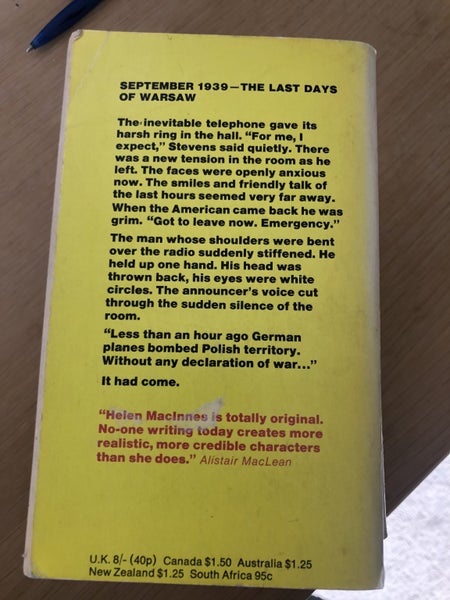 SEPTEMBER 1939—THE LAST DAYS
OF WARSAW
The inevitable telephone gave its
harsh ring in the hall. "For me, I
expect," Stevens said quietly. There
was a new tension in the room as he
left. The faces were openly anxious
now. The smiles and friendly talk of
the last hours seemed very far away.
When the American came back he was
grim. "Got to leave now. Emergency."
The man whose shoulders were bent
over the radio suddenly stiffened. He
held up one hand. His head was
thrown back, his eyes were white
circles. The announcer's voice cut
through the sudden silence of the
room.
"Less than an hour ago German
planes bombed Polish territory.
Without any declaration of war..."
It had come.
"Helen MacInnes is totally original.
No-one writing today creates more
realistic, more credible characters
than she does." Alistair MacLean
U.K. 8/- (40p) Canada $1.50 Australia $1.25
New Zealand $1.25 South Africa 95c